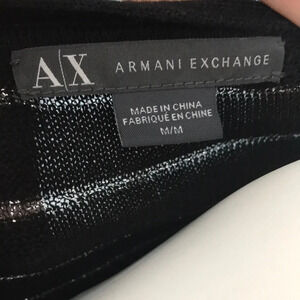 A|X ARMANI EXCHANGE
MADE IN CHINA
FABRIQUÉ EN CHINE
M/M